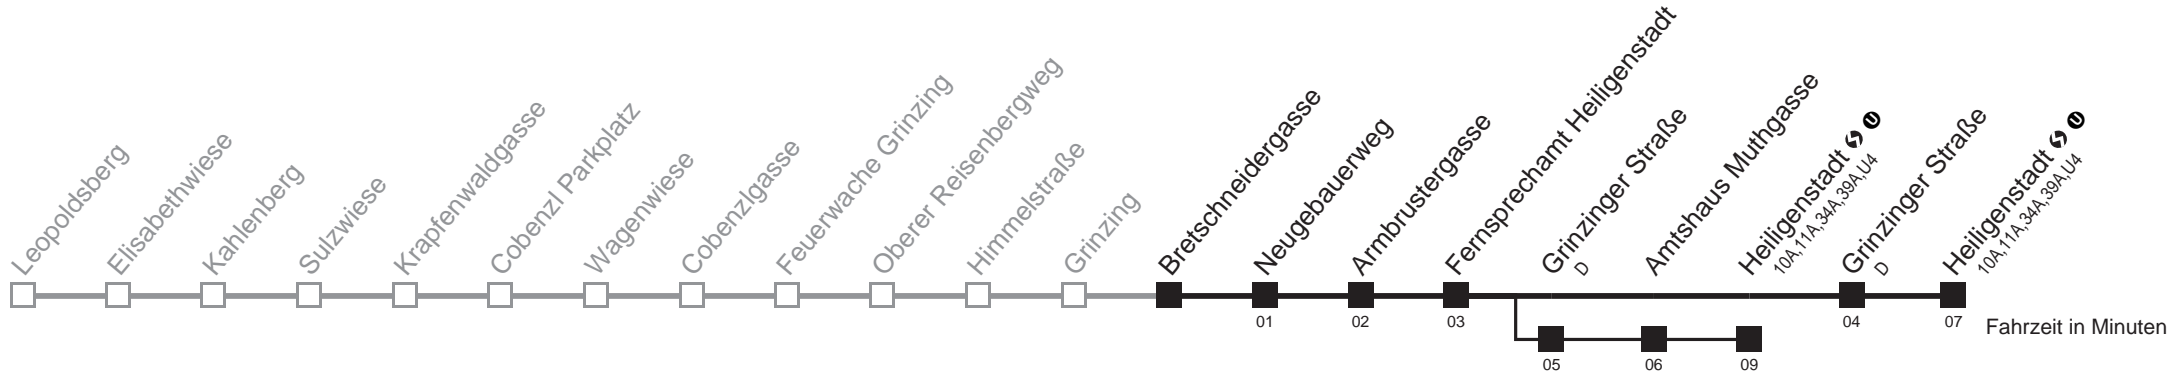 Leopoldsberg
Elisabethwiese
Kahlenberg
Sulzwiese
Krapfenwaldgasse
Cobenzl Parkplatz
Wagenwiese
Cobenzlgasse
Feuerwache Grinzing
Oberer Reisenbergweg
Himmelstraße
Grinzing
Bretschneidergasse
Neugebauerweg
Armbrustergasse
Fernsprechamt Heiligenstadt
Grinzinger Straße
D
Amtshaus Muthgasse
Heiligenstadt S U
10A,11A,34A,39A,U4
Grinzinger Straße
D
Heiligenstadt S U
10A,11A,34A,39A,U4
01
02
03
04
07
Fahrzeit in Minuten
05
06
09